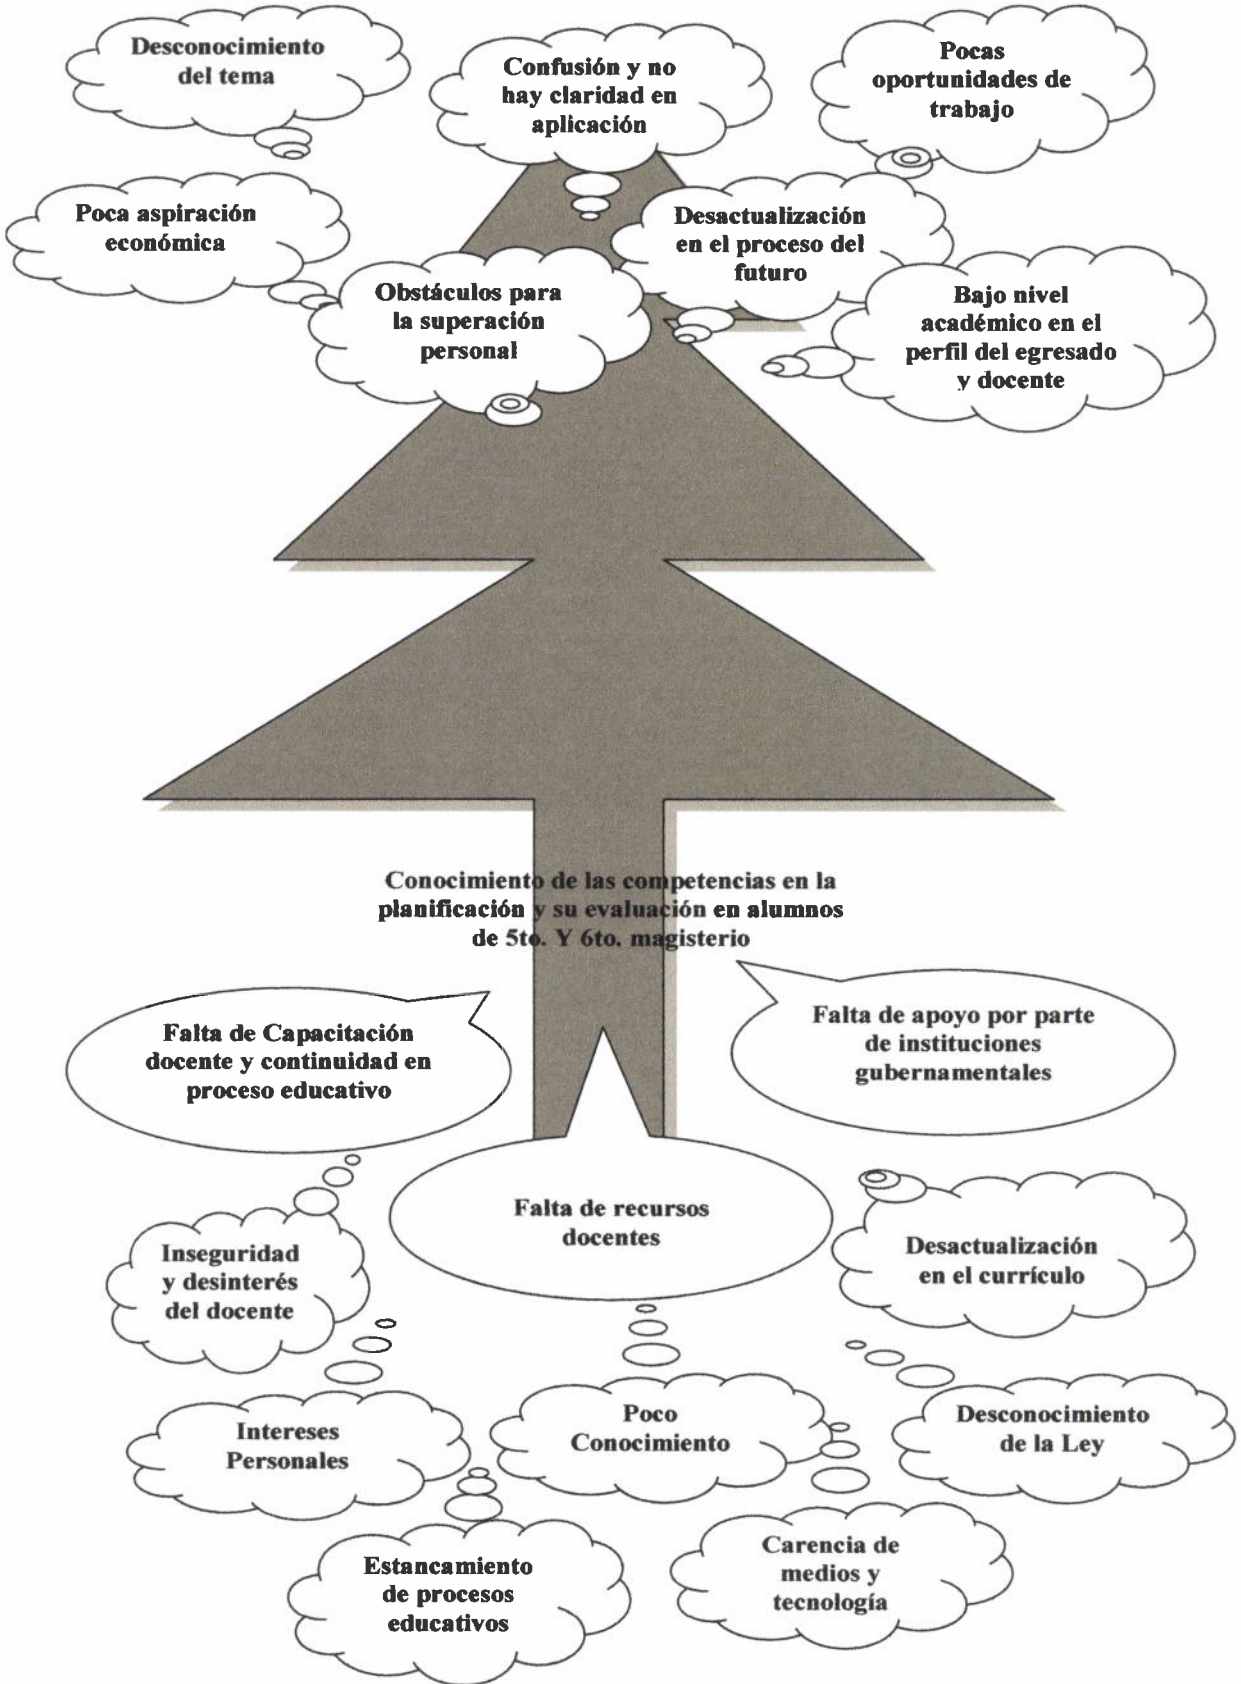 Desconocimiento
del tema
Confusión y no
hay claridad en
aplicación
Pocas
oportunidades de
trabajo
Poca aspiración
económica
Desactualización
en el proceso del
futuro
Obstáculos para
la superación
personal
Bajo nivel
académico en el
perfil del egresado
y docente
Conocimiento de las competencias en la
planificación y su evaluación en alumnos
de 5to. Y 6to. magisterio
Falta de Capacitación
docente y continuidad en
proceso educativo
Falta de apoyo por parte
de instituciones
gubernamentales
Falta de recursos
docentes
Inseguridad
y desinterés
del docente
Desactualización
en el currículo
Intereses
Personales
Poco
Conocimiento
Desconocimiento
de la Ley
Estancamiento
de procesos
educativos
Carencia de
medios y
tecnología